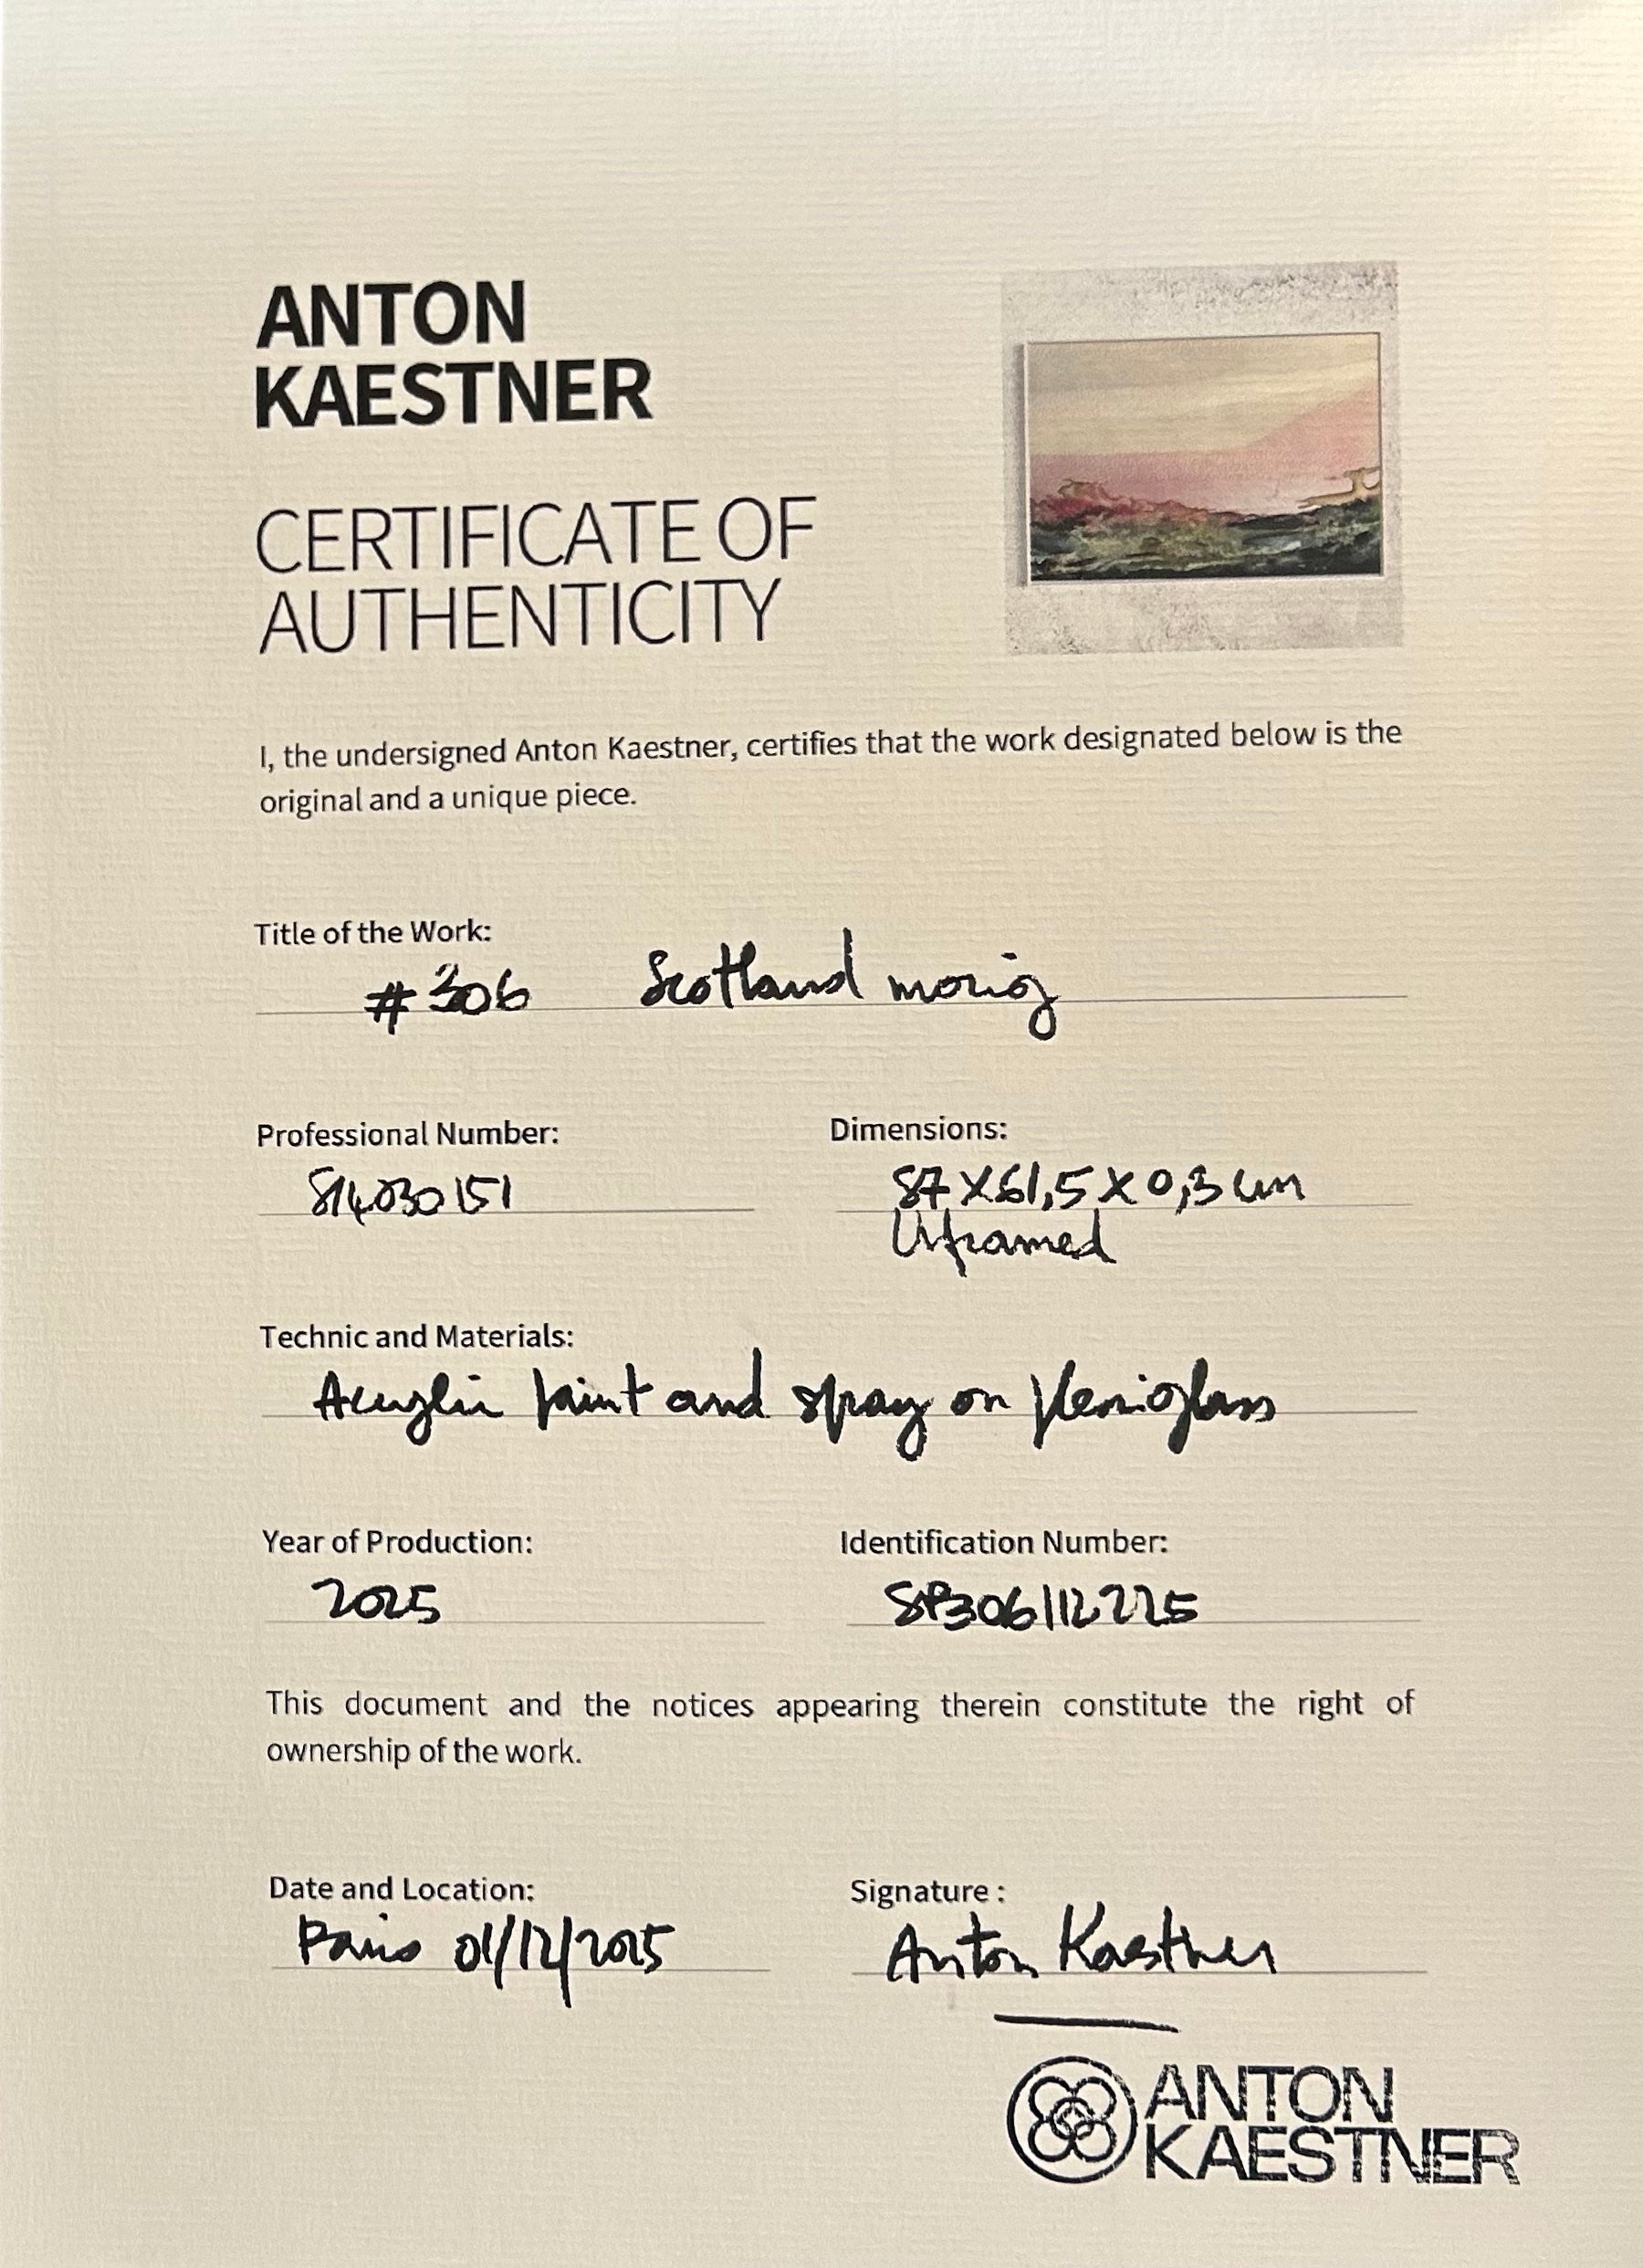 ANTON
KAESTNER
CERTIFICATE OF
AUTHENTICITY
I, the undersigned Anton Kaestner, certifies that the work designated below is the
original and a unique piece.
Title of the Work:
#306 Scotland
Professional Number:
Dimensions:
814030151
87 X 61,5 X 0,3 cm
Unframed
Technic and Materials:
Acrylic paint and spray on plexiglass
Year of Production:
Identification Number:
2025
SP306/12225
This document and the notices appearing therein constitute the right of
ownership of the work.
Date and Location:
Signature :
Paris 01/12/2025
Anton Kaestner
ANTON
KAESTNER